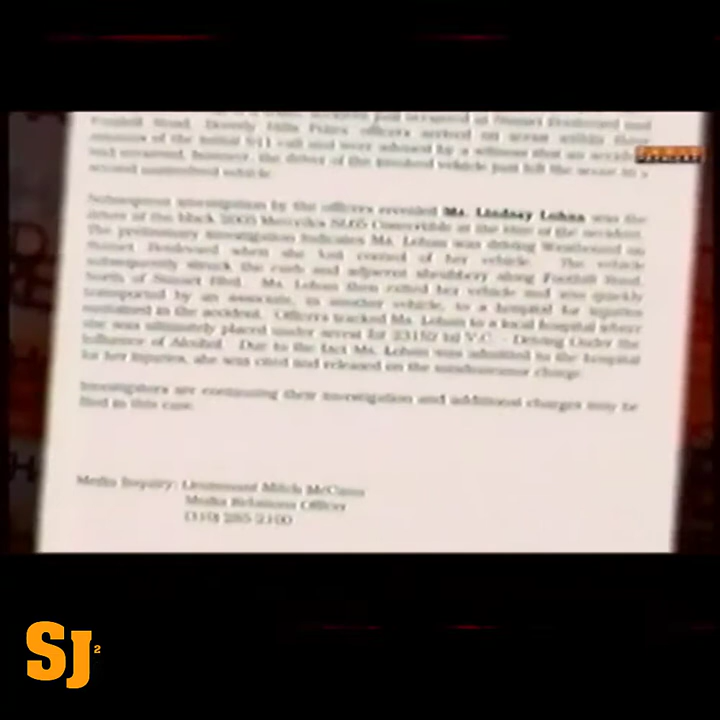 Foothill Road. Beverly Hills Police officers arrived on scene within three
minutes of the initial 911 call and were advised by a witness that an accident
had occurred, however, the driver of the involved vehicle just left the scene in a
second unmarked vehicle.
Subsequent investigation by the officers revealed Ms. Lindsay Lohan was the
driver of the black 2005 Mercedes SL65 Convertible at the time of the accident.
The preliminary investigation indicates Ms. Lohan was driving Westbound on
Sunset Boulevard when she lost control of her vehicle. The vehicle
subsequently struck the curb and adjacent shrubbery along Foothill Road,
North of Sunset Blvd. Ms. Lohan then exited her vehicle and was quickly
transported by an associate, in another vehicle, to a hospital for injuries
sustained in the accident. Officers tracked Ms. Lohan to a local hospital where
she was ultimately placed under arrest for 23152 (a) V.C. - Driving Under the
Influence of Alcohol. Due to the fact Ms. Lohan was admitted to the hospital
for her injuries, she was cited and released on the misdemeanor charge.
Investigators are continuing their investigation and additional charges may be
filed in this case.
Media Inquiry: Lieutenant Mitch McCann
Media Relations Officer
(310) 285-2100
SJ2